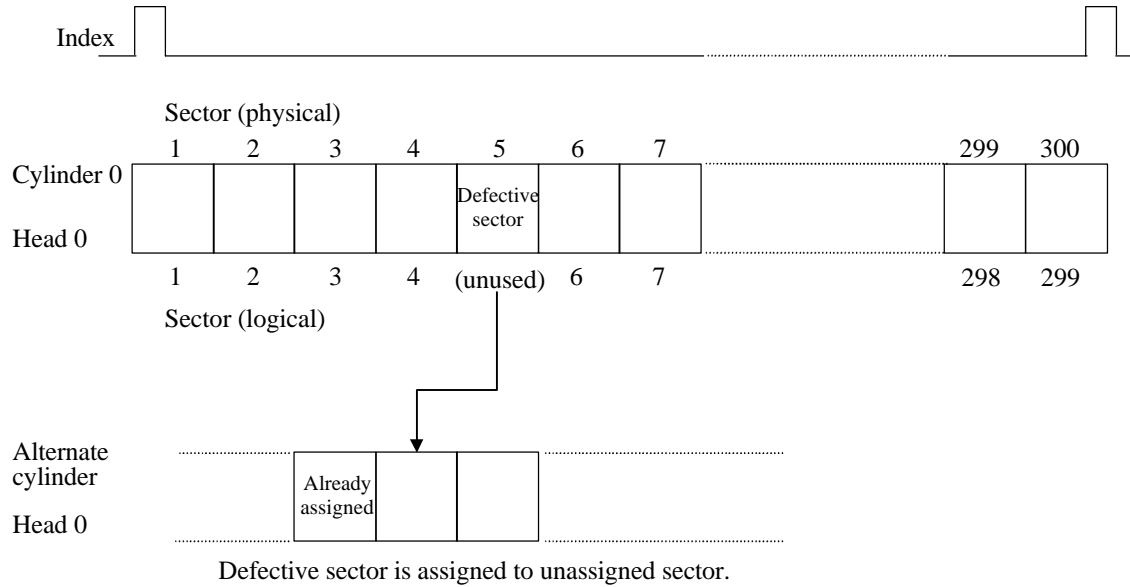 Index
Sector (physical)
1 2 3 4 5 6 7 299 300
Cylinder 0
Defective
sector
Head 0
1 2 3 4 (unused) 6 7 298 299
Sector (logical)
Alternate
cylinder
Already
assigned
Head 0
Defective sector is assigned to unassigned sector.